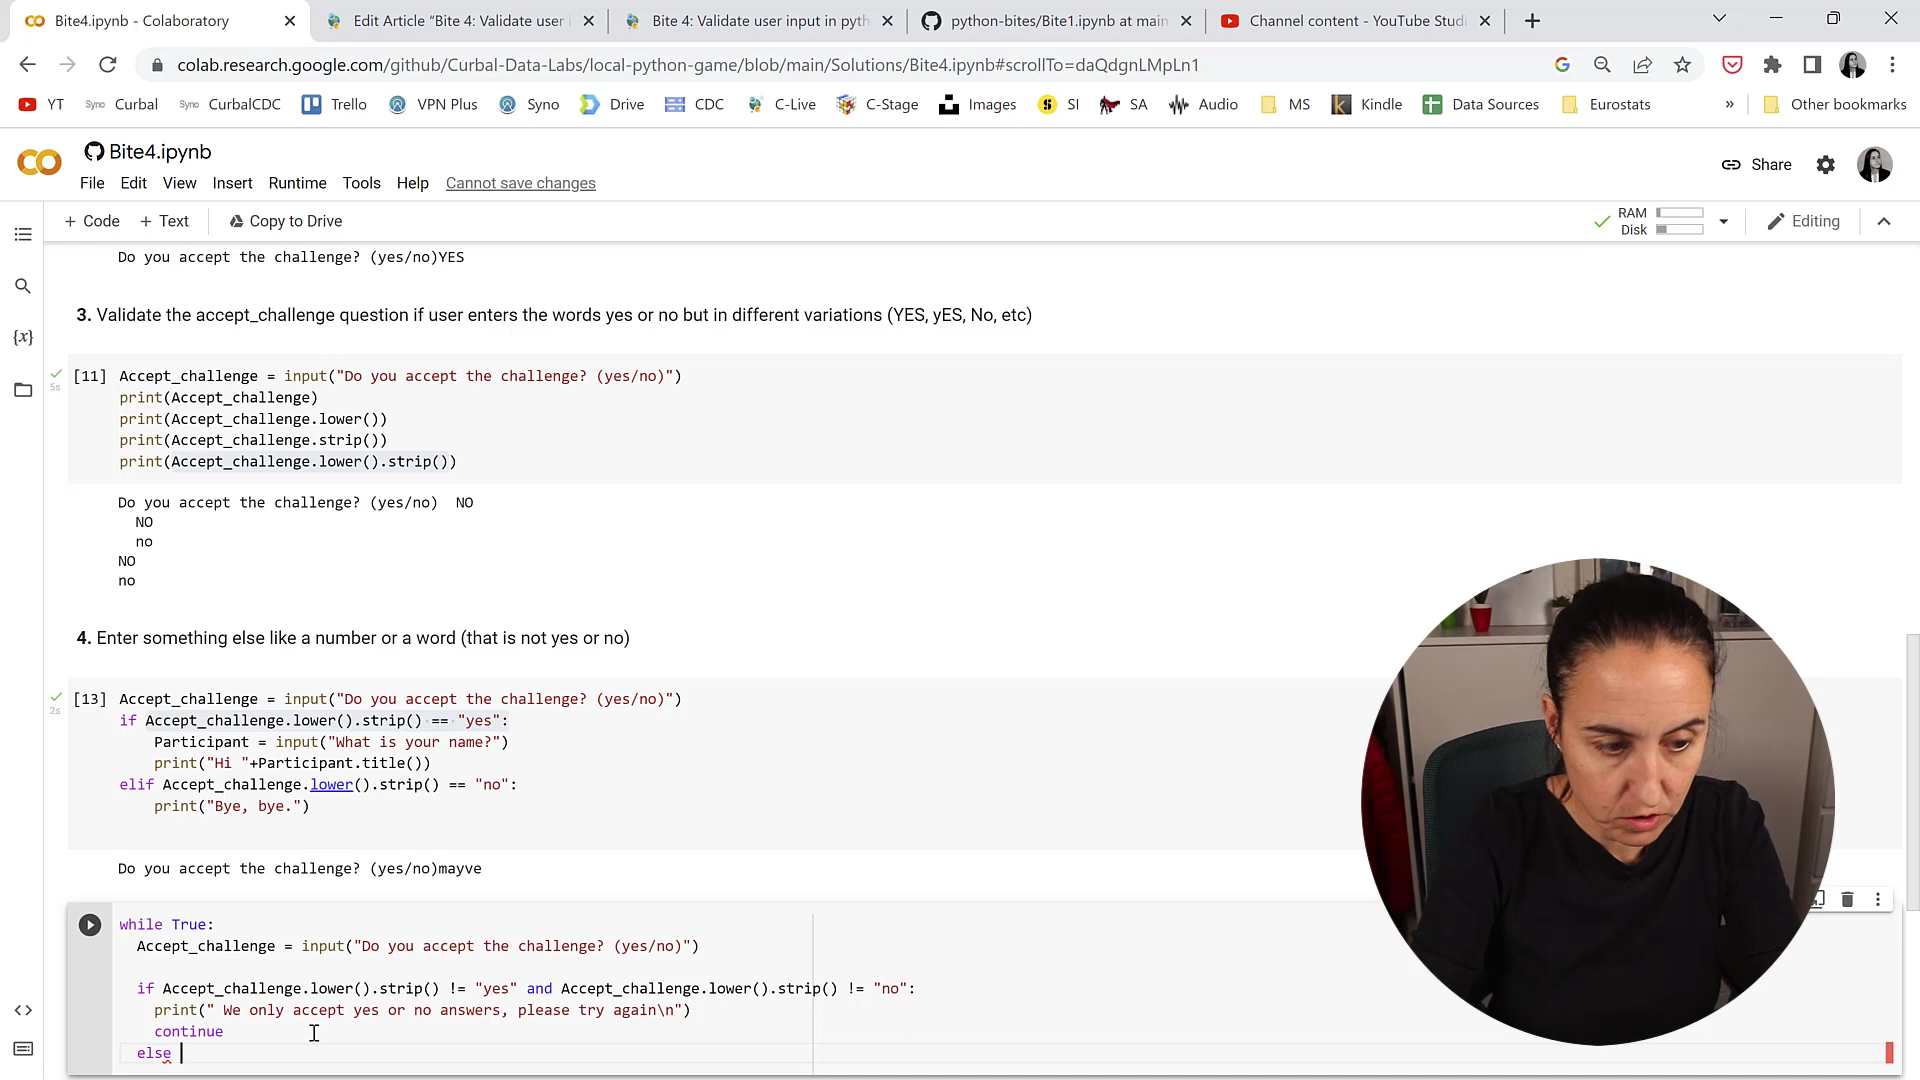 Bite4.ipynb - Colaboratory
Edit Article "Bite 4: Validate user i
Bite 4: Validate user input in pyth
python-bites/Bite1.ipynb at main
Channel content - YouTube Studi
colab.research.google.com/github/Curbal-Data-Labs/local-python-game/blob/main/Solutions/Bite4.ipynb#scrollTo=daQdgnLMpLn1
YT Syno Curbal Syno CurbalCDC Trello VPN Plus Syno Drive CDC C-Live C-Stage Images SI SA Audio MS Kindle Data Sources Eurostats » Other bookmarks
Bite4.ipynb
Share
File Edit View Insert Runtime Tools Help Cannot save changes
+ Code + Text Copy to Drive
RAM
Disk
Editing
Do you accept the challenge? (yes/no)YES
3. Validate the accept_challenge question if user enters the words yes or no but in different variations (YES, yES, No, etc)
5s
[11] Accept_challenge = input("Do you accept the challenge? (yes/no)")
print(Accept_challenge)
print(Accept_challenge.lower())
print(Accept_challenge.strip())
print(Accept_challenge.lower().strip())
Do you accept the challenge? (yes/no)  NO
NO
no
NO
no
4. Enter something else like a number or a word (that is not yes or no)
2s
[13] Accept_challenge = input("Do you accept the challenge? (yes/no)")
if Accept_challenge.lower().strip() == "yes":
Participant = input("What is your name?")
print("Hi "+Participant.title())
elif Accept_challenge.lower().strip() == "no":
print("Bye, bye.")
Do you accept the challenge? (yes/no)mayve
while True:
Accept_challenge = input("Do you accept the challenge? (yes/no)")
if Accept_challenge.lower().strip() != "yes" and Accept_challenge.lower().strip() != "no":
print(" We only accept yes or no answers, please try again\n")
continue
else